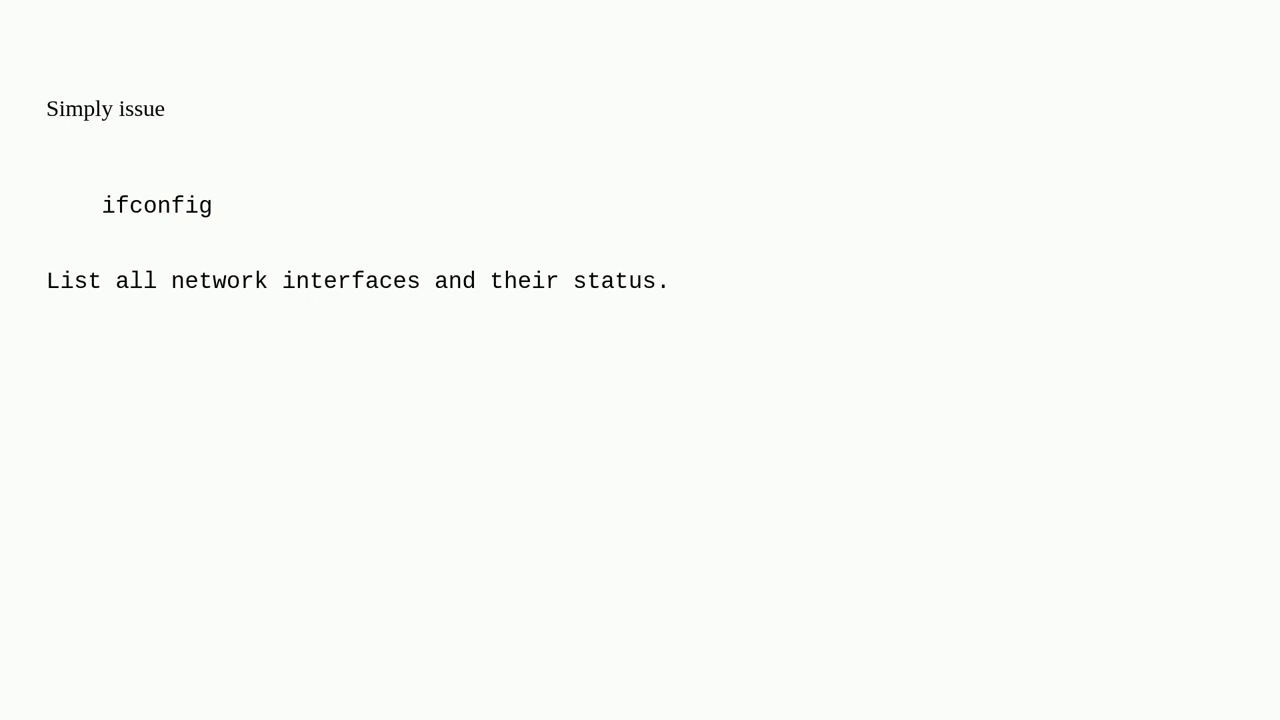 Simply issue
ifconfig
List all network interfaces and their status.